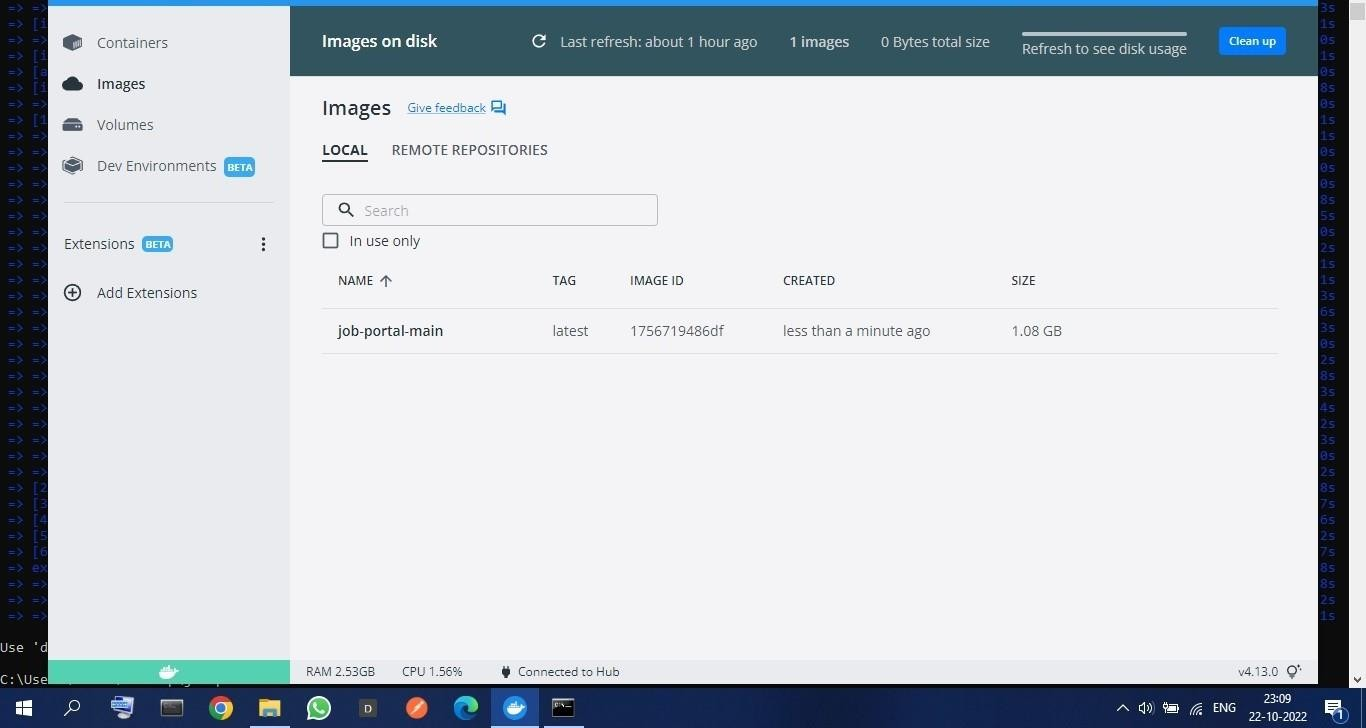 Containers
Images
Volumes
Dev Environments BETA
Extensions BETA
Add Extensions
Images on disk
Last refresh: about 1 hour ago
1 images
0 Bytes total size
Refresh to see disk usage
Clean up
Images
Give feedback
LOCAL
REMOTE REPOSITORIES
Search
In use only
NAME TAG IMAGE ID CREATED SIZE
job-portal-main latest 1756719486df less than a minute ago 1.08 GB
Use 'd
C:\Use
RAM 2.53GB CPU 1.56% Connected to Hub
v4.13.0
ENG
23:09
22-10-2022
1